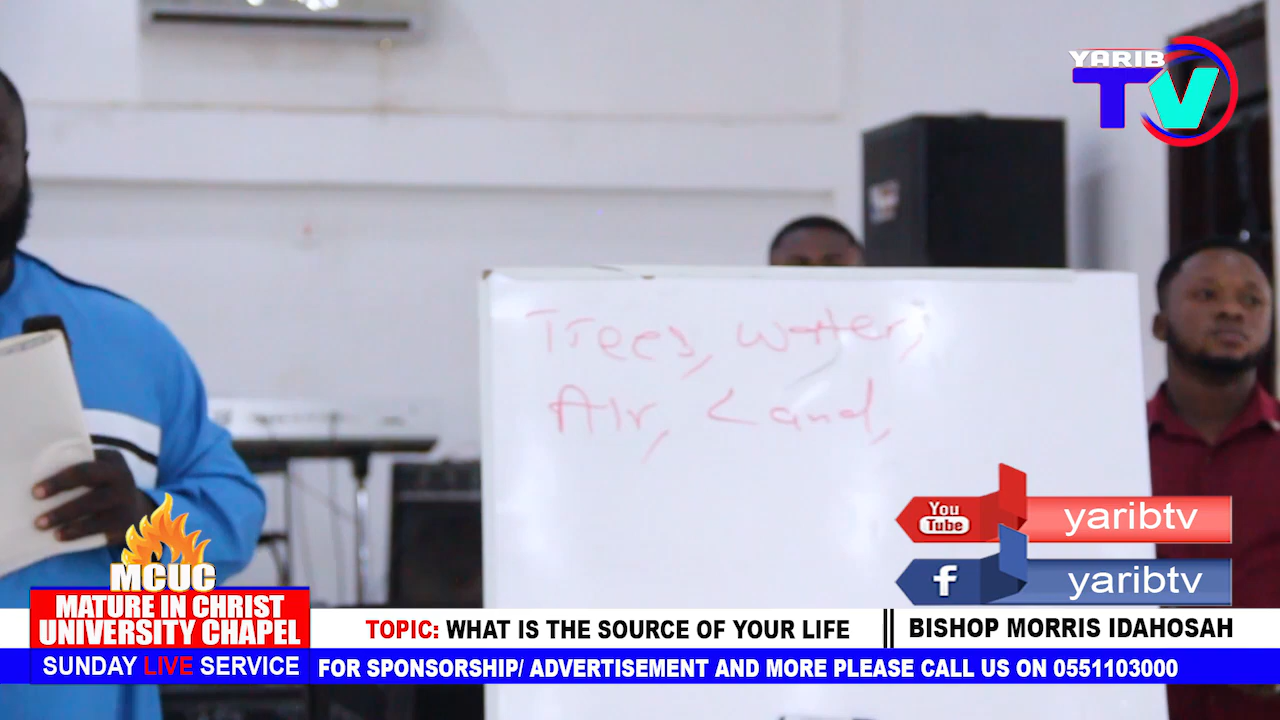 YARIB
TV
Trees, water,
Air, Land,
You
Tube
yaribtv
f
yaribtv
MCUC
MATURE IN CHRIST
UNIVERSITY CHAPEL
TOPIC: WHAT IS THE SOURCE OF YOUR LIFE
BISHOP MORRIS IDAHOSAH
SUNDAY LIVE SERVICE
FOR SPONSORSHIP/ ADVERTISEMENT AND MORE PLEASE CALL US ON 0551103000